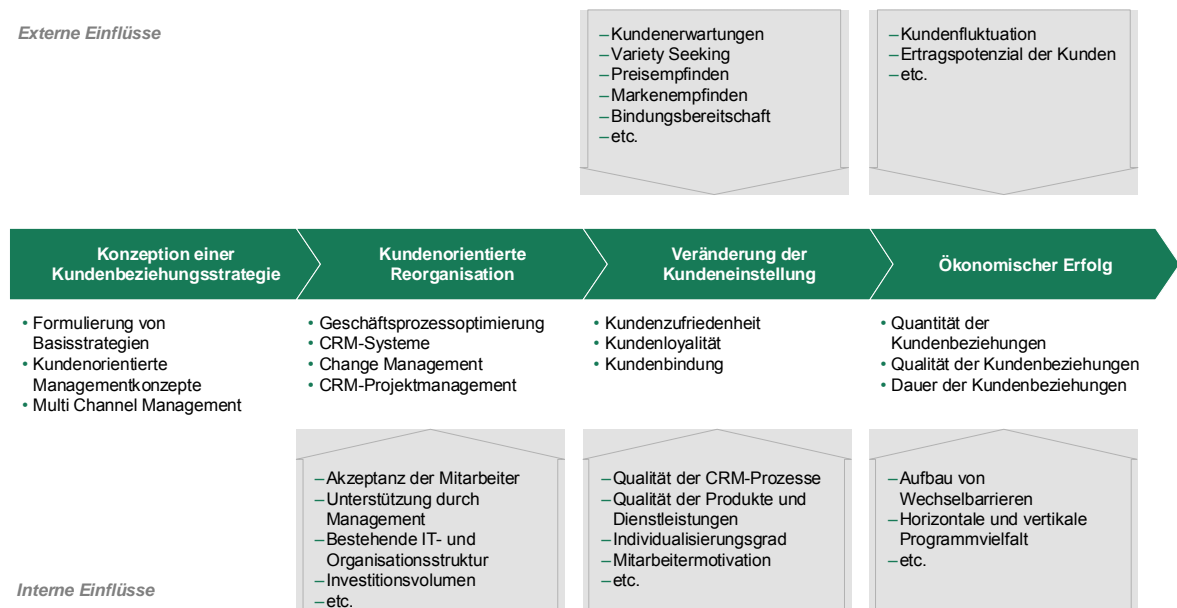 Externe Einflüsse
–Kundenerwartungen
–Variety Seeking
–Preisempfinden
–Markenempfinden
–Bindungsbereitschaft
–etc.
–Kundenfluktuation
–Ertragspotenzial der Kunden
–etc.
Konzeption einer
Kundenbeziehungsstrategie
Kundenorientierte
Reorganisation
Veränderung der
Kundeneinstellung
Ökonomischer Erfolg
• Formulierung von
Basisstrategien
• Kundenorientierte
Managementkonzepte
• Multi Channel Management
• Geschäftsprozessoptimierung
• CRM-Systeme
• Change Management
• CRM-Projektmanagement
• Kundenzufriedenheit
• Kundenloyalität
• Kundenbindung
• Quantität der
Kundenbeziehungen
• Qualität der Kundenbeziehungen
• Dauer der Kundenbeziehungen
–Akzeptanz der Mitarbeiter
–Unterstützung durch
Management
–Bestehende IT- und
Organisationsstruktur
–Investitionsvolumen
–etc.
–Qualität der CRM-Prozesse
–Qualität der Produkte und
Dienstleistungen
–Individualisierungsgrad
–Mitarbeitermotivation
–etc.
–Aufbau von
Wechselbarrieren
–Horizontale und vertikale
Programmvielfalt
–etc.
Interne Einflüsse